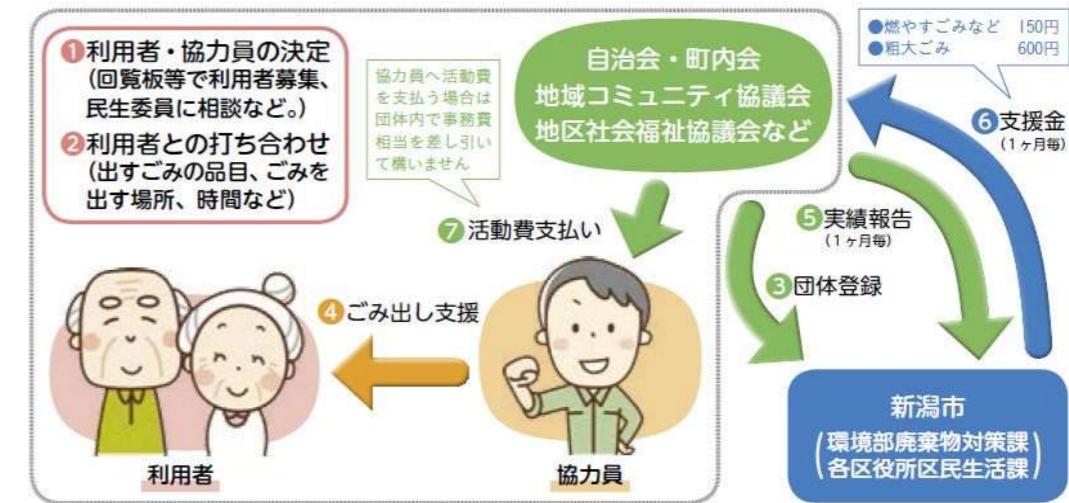 ❶利用者・協力員の決定
(回覧板等で利用者募集、
民生委員に相談など。)
❷利用者との打ち合わせ
(出すごみの品目、ごみを
出す場所、時間など)
協力員へ活動費
を支払う場合は
団体内で事務費
相当を差し引い
て構いません
自治会・町内会
地域コミュニティ協議会
地区社会福祉協議会など
●燃やすごみなど 150円
●粗大ごみ 600円
❻支援金
(1ヶ月毎)
❺実績報告
(1ヶ月毎)
❸団体登録
❼活動費支払い
❹ごみ出し支援
利用者
協力員
新潟市
(環境部廃棄物対策課
各区役所区民生活課)